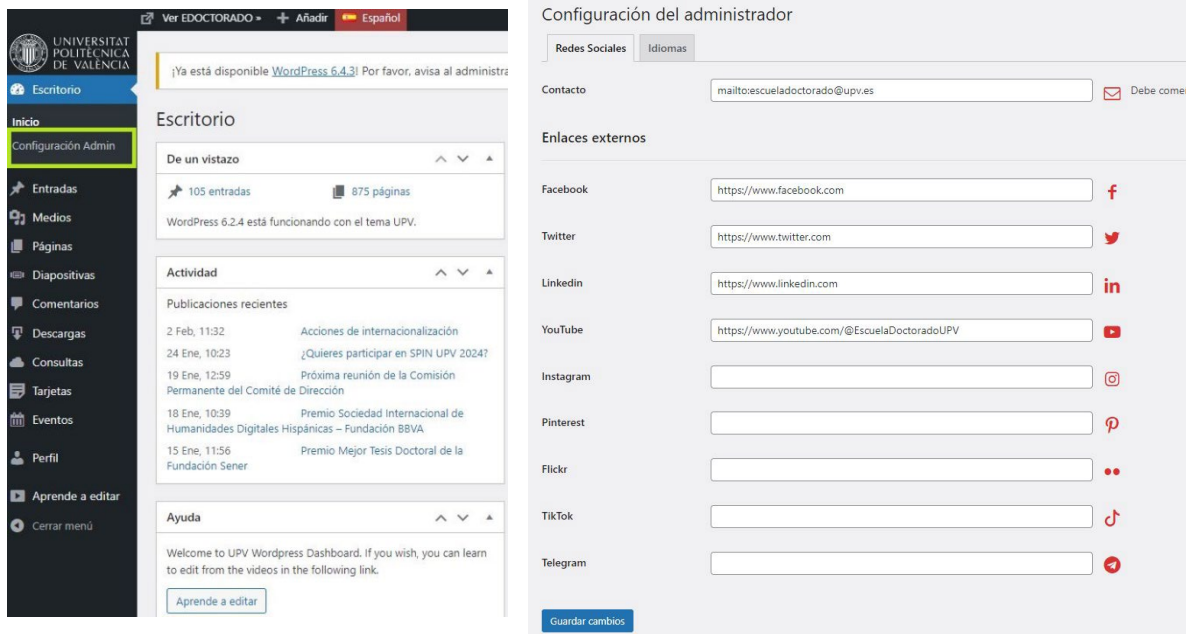 Ver EDOCTORADO »
Añadir
Español
UNIVERSITAT
POLITÈCNICA
DE VALÈNCIA
Escritorio
Inicio
Configuración Admin
Entradas
Medios
Páginas
Diapositivas
Comentarios
Descargas
Consultas
Tarjetas
Eventos
Perfil
Aprende a editar
Cerrar menú
¡Ya está disponible WordPress 6.4.3! Por favor, avisa al administra
Escritorio
De un vistazo
105 entradas 875 páginas
WordPress 6.2.4 está funcionando con el tema UPV.
Actividad
Publicaciones recientes
2 Feb, 11:32 Acciones de internacionalización
24 Ene, 10:23 ¿Quieres participar en SPIN UPV 2024?
19 Ene, 12:59 Próxima reunión de la Comisión
Permanente del Comité de Dirección
18 Ene, 10:39 Premio Sociedad Internacional de
Humanidades Digitales Hispánicas – Fundación BBVA
15 Ene, 11:56 Premio Mejor Tesis Doctoral de la
Fundación Sener
Ayuda
Welcome to UPV Wordpress Dashboard. If you wish, you can learn
to edit from the videos in the following link.
Aprende a editar
Configuración del administrador
Redes Sociales Idiomas
Contacto mailto:escueladoctorado@upv.es Debe comen
Enlaces externos
Facebook https://www.facebook.com
Twitter https://www.twitter.com
Linkedin https://www.linkedin.com
YouTube https://www.youtube.com/@EscuelaDoctoradoUPV
Instagram
Pinterest
Flickr
TikTok
Telegram
Guardar cambios